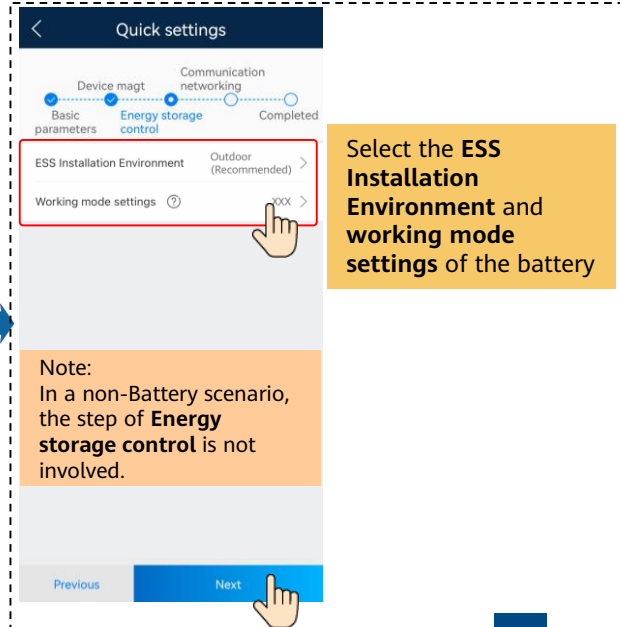 Quick settings
Communication
Device magt networking
Basic Energy storage Completed
parameters control
ESS Installation Environment Outdoor
(Recommended)
Working mode settings ? XXX
Select the ESS
Installation
Environment and
working mode
settings of the battery
Note:
In a non-Battery scenario,
the step of Energy
storage control is not
involved.
Previous Next